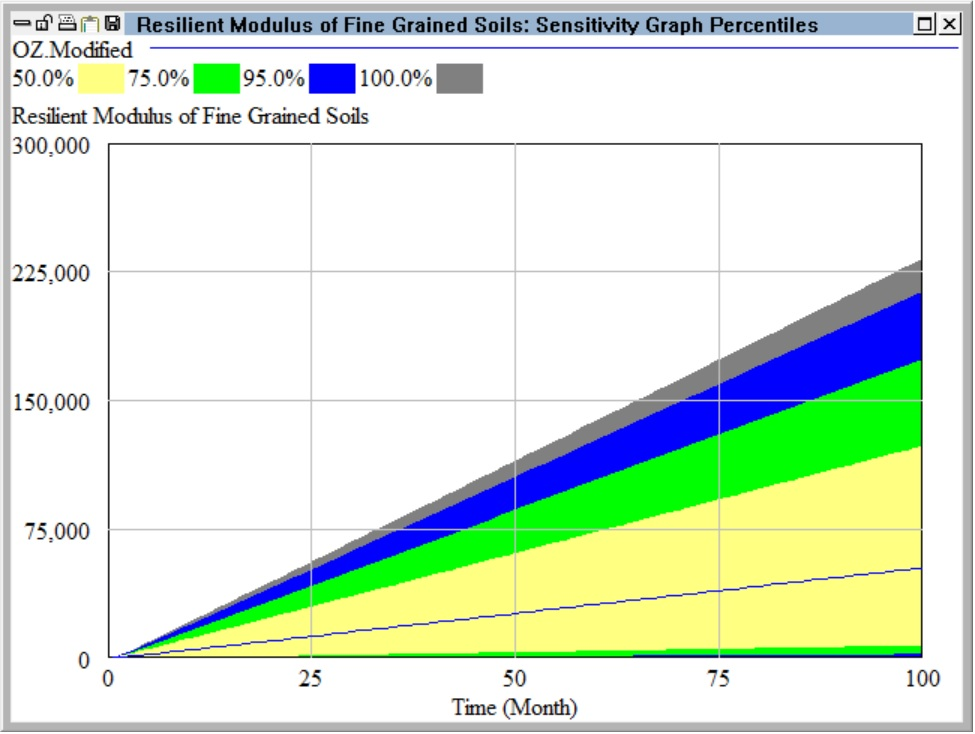 Resilient Modulus of Fine Grained Soils: Sensitivity Graph Percentiles
OZ.Modified
50.0% 75.0% 95.0% 100.0%
Resilient Modulus of Fine Grained Soils
300,000
225,000
150,000
75,000
0
0 25 50 75 100
Time (Month)